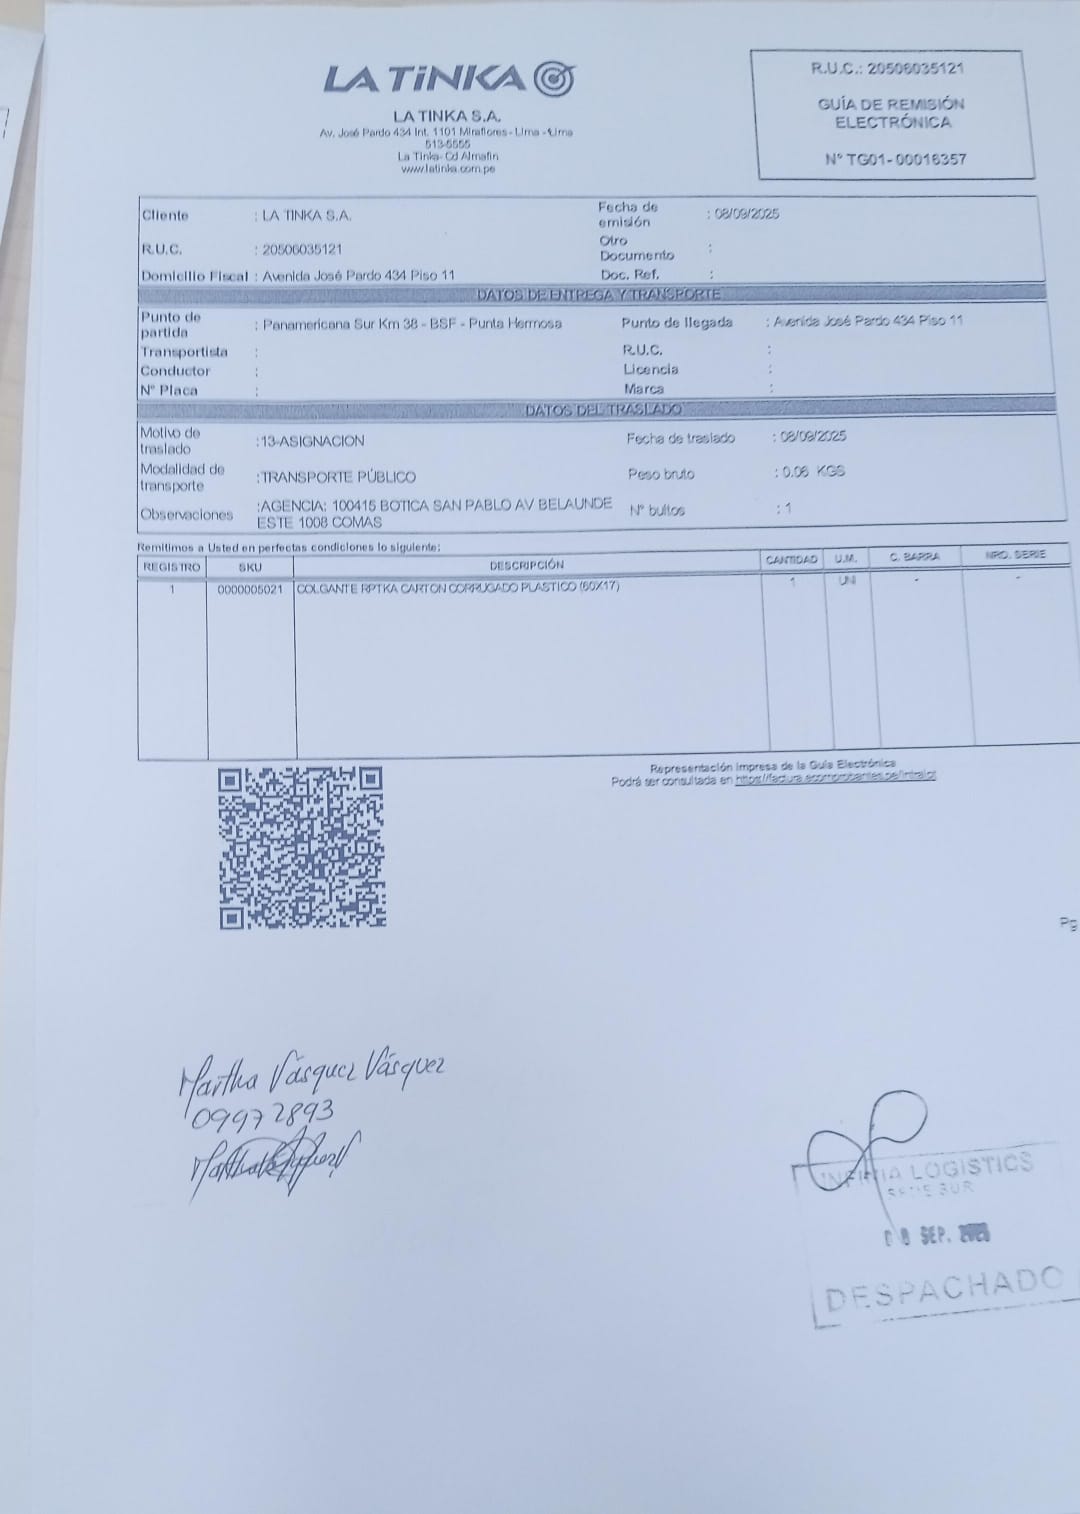 LA TiNKA
LA TINKA S.A.
Av. José Pardo 434 Int. 1101 Miraflores - Lima - Lima
513-5555
La Tinka- Cd Almafin
www.latinka.com.pe
R.U.C.: 20506035121
GUÍA DE REMISIÓN
ELECTRÓNICA
N° TG01- 00016357
Cliente : LA TINKA S.A.
Fecha de emisión : 08/09/2025
R.U.C. : 20506035121
Otro Documento :
Domicilio Fiscal : Avenida José Pardo 434 Piso 11
Doc. Ref. :
DATOS DE ENTREGA Y TRANSPORTE
Punto de partida : Panamericana Sur Km 38 - BSF - Punta Hermosa
Punto de llegada : Avenida José Pardo 434 Piso 11
Transportista :
R.U.C. :
Conductor :
Licencia :
N° Placa :
Marca :
DATOS DEL TRASLADO
Motivo de traslado :13-ASIGNACION
Fecha de traslado : 08/09/2025
Modalidad de transporte :TRANSPORTE PÚBLICO
Peso bruto : 0.06 KGS
Observaciones :AGENCIA: 100415 BOTICA SAN PABLO AV BELAUNDE
ESTE 1008 COMAS
N° bultos : 1
Remitimos a Usted en perfectas condiciones lo siguiente:
REGISTRO SKU DESCRIPCIÓN CANTIDAD U.M. C. BARRA NRO. SERIE
1 0000005021 COLGANTE RPTKA CARTON CORRUGADO PLASTICO (60X17) 1 UNI - -
Representación impresa de la Guía Electrónica
Podrá ser consultada en https://factura.ecomprobantes.pe/intralot
Pg
Martha Vásquez Vásquez
09972893
INFINIA LOGISTICS
SEDE SUR
08 SEP. 2025
DESPACHADO